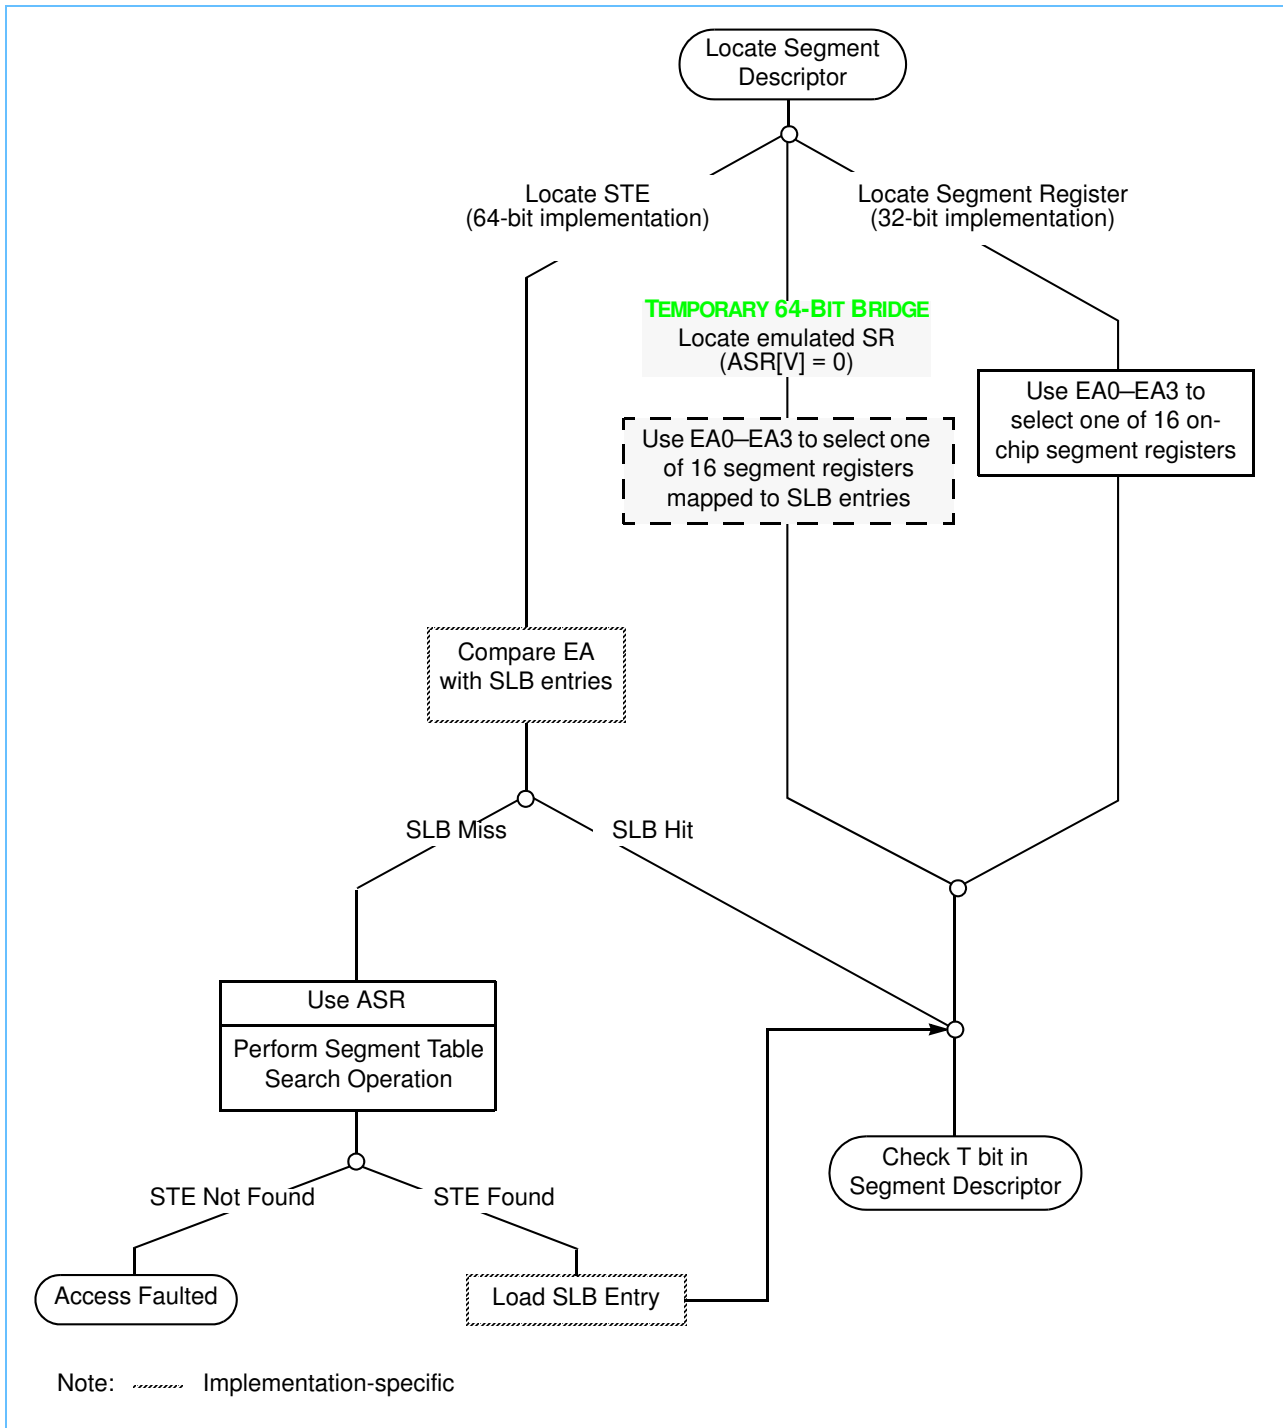 Locate Segment
Descriptor
Locate STE
(64-bit implementation)
Locate Segment Register
(32-bit implementation)
TEMPORARY 64-BIT BRIDGE
Locate emulated SR
(ASR[V] = 0)
Use EA0–EA3 to
select one of 16 on-
chip segment registers
Use EA0–EA3 to select one
of 16 segment registers
mapped to SLB entries
Compare EA
with SLB entries
SLB Miss
SLB Hit
Use ASR
Perform Segment Table
Search Operation
Check T bit in
Segment Descriptor
STE Not Found
STE Found
Access Faulted
Load SLB Entry
Note: Implementation-specific